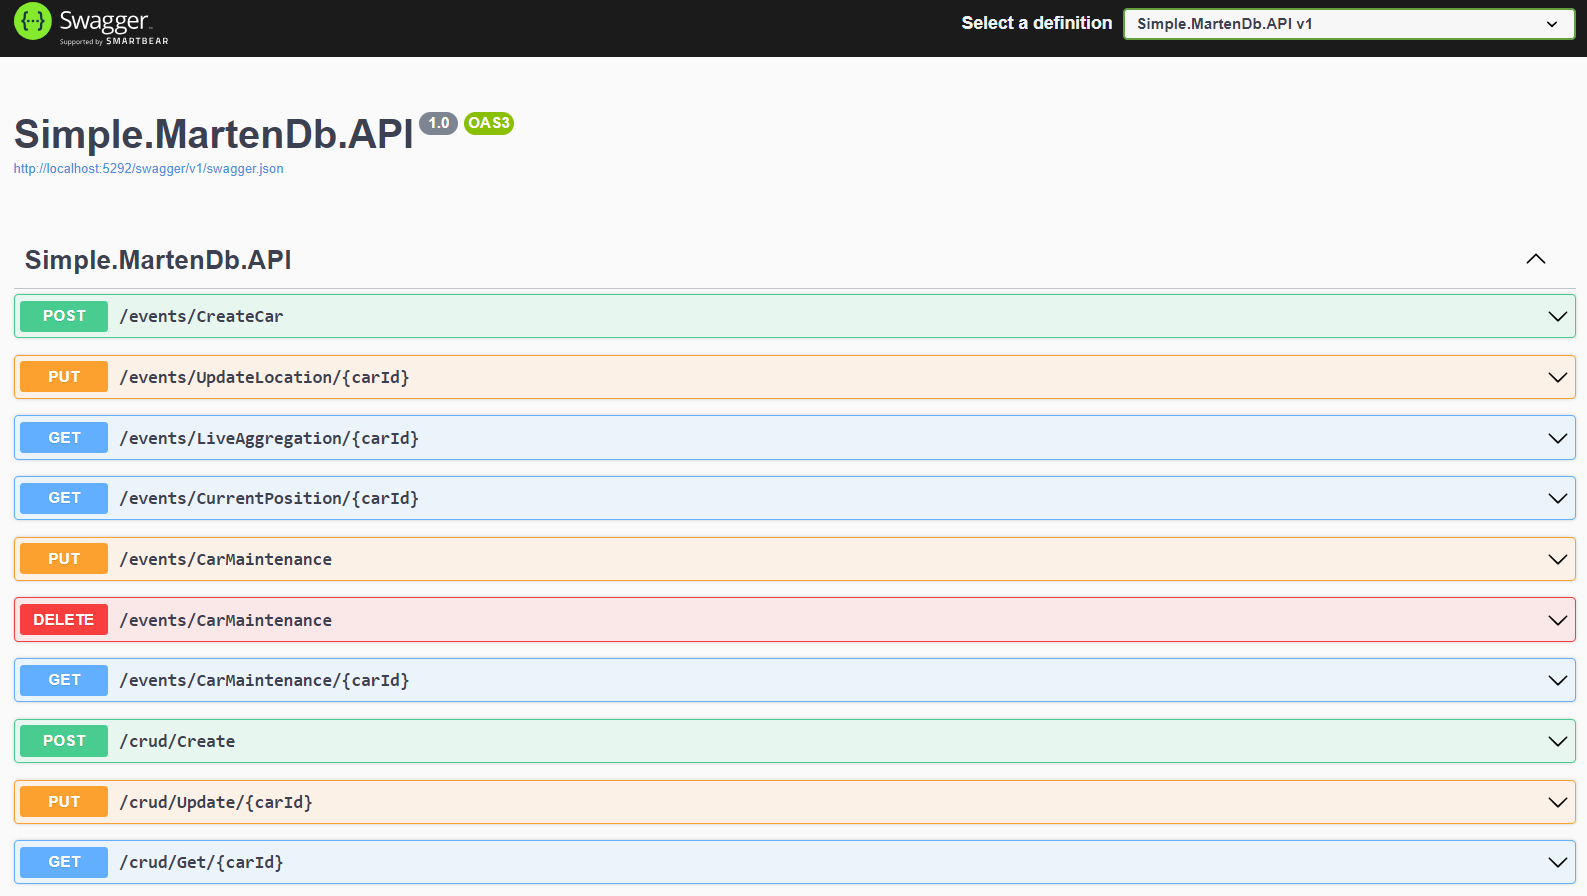 {···} Swagger
Supported by SMARTBEAR
Select a definition
Simple.MartenDb.API v1
Simple.MartenDb.API 1.0 OAS3
http://localhost:5292/swagger/v1/swagger.json
Simple.MartenDb.API
POST /events/CreateCar
PUT /events/UpdateLocation/{carId}
GET /events/LiveAggregation/{carId}
GET /events/CurrentPosition/{carId}
PUT /events/CarMaintenance
DELETE /events/CarMaintenance
GET /events/CarMaintenance/{carId}
POST /crud/Create
PUT /crud/Update/{carId}
GET /crud/Get/{carId}